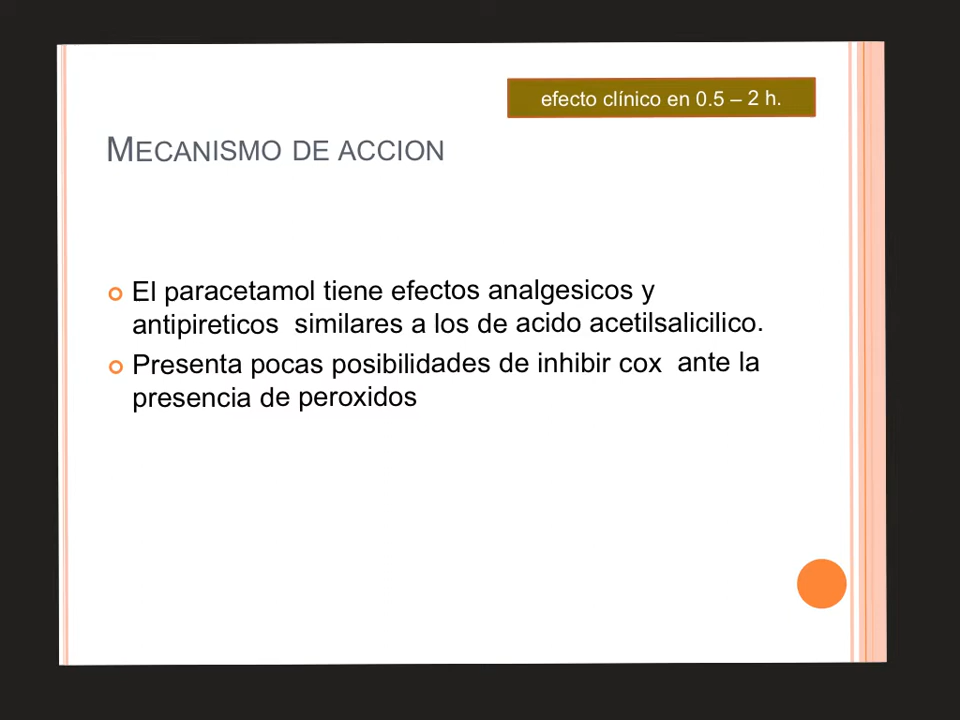 efecto clínico en 0.5 – 2 h.
MECANISMO DE ACCION
El paracetamol tiene efectos analgesicos y
antipireticos similares a los de acido acetilsalicilico.
Presenta pocas posibilidades de inhibir cox ante la
presencia de peroxidos